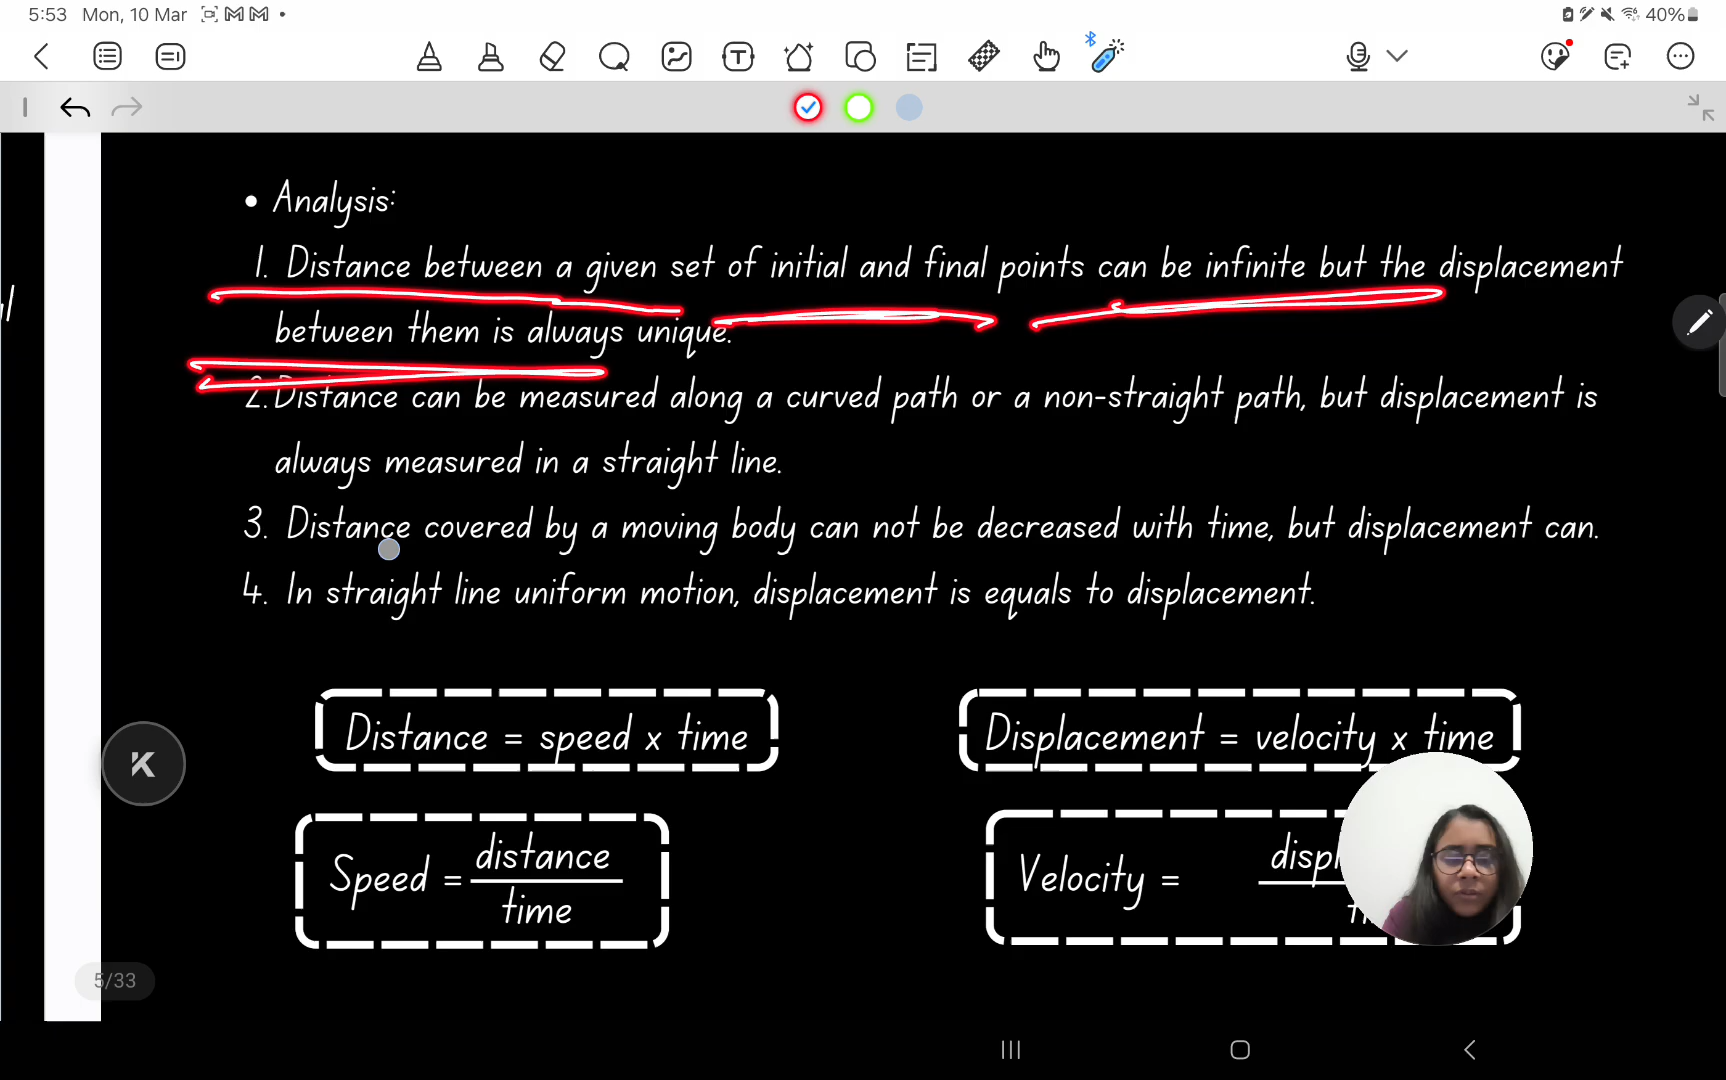 5:53 Mon, 10 Mar
40%
• Analysis:
1. Distance between a given set of initial and final points can be infinite but the displacement
between them is always unique.
2. Distance can be measured along a curved path or a non-straight path, but displacement is
always measured in a straight line.
3. Distance covered by a moving body can not be decreased with time, but displacement can.
4. In straight line uniform motion, displacement is equals to displacement.
Distance = speed x time
Displacement = velocity x time
Speed = distance
time
Velocity =
K
5/33